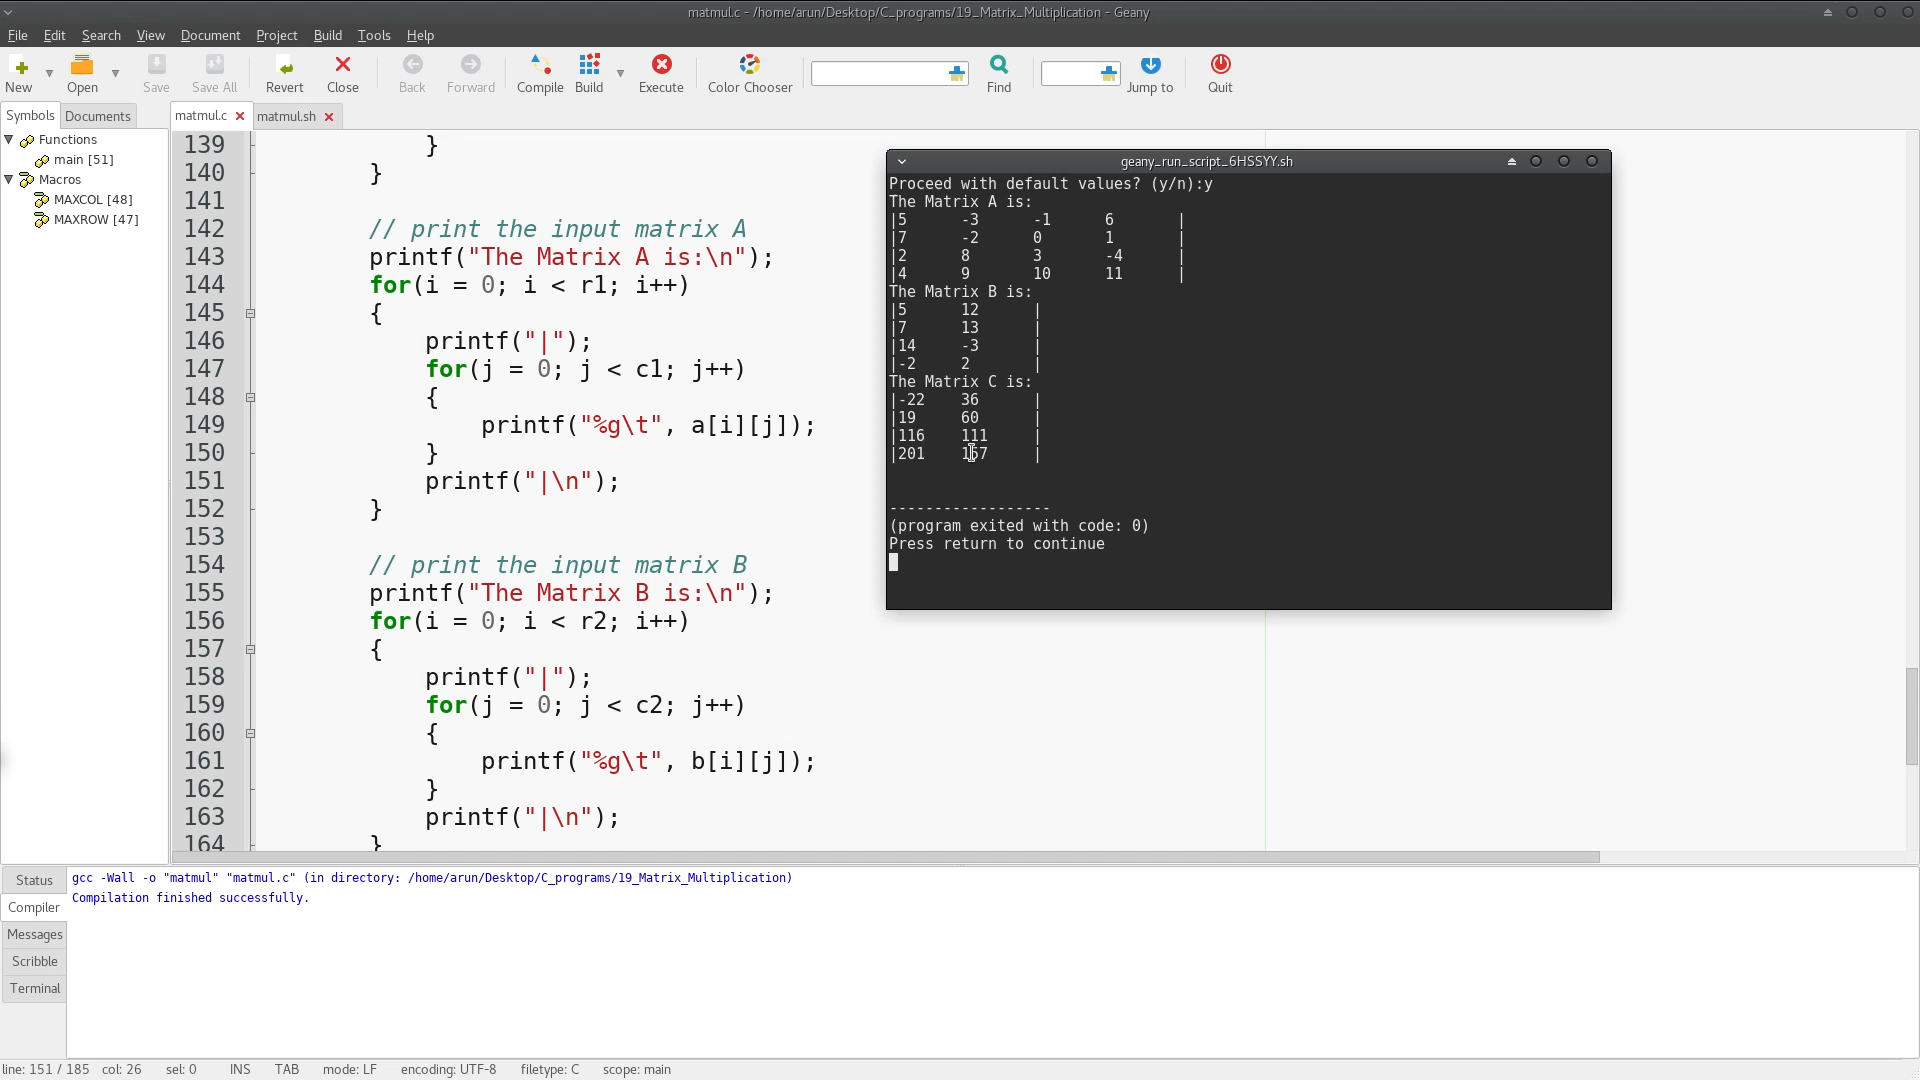 matmul.c - /home/arun/Desktop/C_programs/19_Matrix_Multiplication - Geany
File Edit Search View Document Project Build Tools Help
New Open Save Save All Revert Close Back Forward Compile Build Execute Color Chooser Find Jump to Quit
Symbols Documents
matmul.c matmul.sh
Functions
main [51]
Macros
MAXCOL [48]
MAXROW [47]
139 }
140 }
141
142 // print the input matrix A
143 printf("The Matrix A is:\n");
144 for(i = 0; i < r1; i++)
145 {
146 printf("|");
147 for(j = 0; j < c1; j++)
148 {
149 printf("%g\t", a[i][j]);
150 }
151 printf("|\n");
152 }
153
154 // print the input matrix B
155 printf("The Matrix B is:\n");
156 for(i = 0; i < r2; i++)
157 {
158 printf("|");
159 for(j = 0; j < c2; j++)
160 {
161 printf("%g\t", b[i][j]);
162 }
163 printf("|\n");
164 }
geany_run_script_6HSSYY.sh
Proceed with default values? (y/n):y
The Matrix A is:
|5 -3 -1 6 |
|7 -2 0 1 |
|2 8 3 -4 |
|4 9 10 11 |
The Matrix B is:
|5 12 |
|7 13 |
|14 -3 |
|-2 2 |
The Matrix C is:
|-22 36 |
|19 60 |
|116 111 |
|201 157 |
------------------
(program exited with code: 0)
Press return to continue
Status
Compiler
Messages
Scribble
Terminal
gcc -Wall -o "matmul" "matmul.c" (in directory: /home/arun/Desktop/C_programs/19_Matrix_Multiplication)
Compilation finished successfully.
line: 151 / 185 col: 26 sel: 0 INS TAB mode: LF encoding: UTF-8 filetype: C scope: main